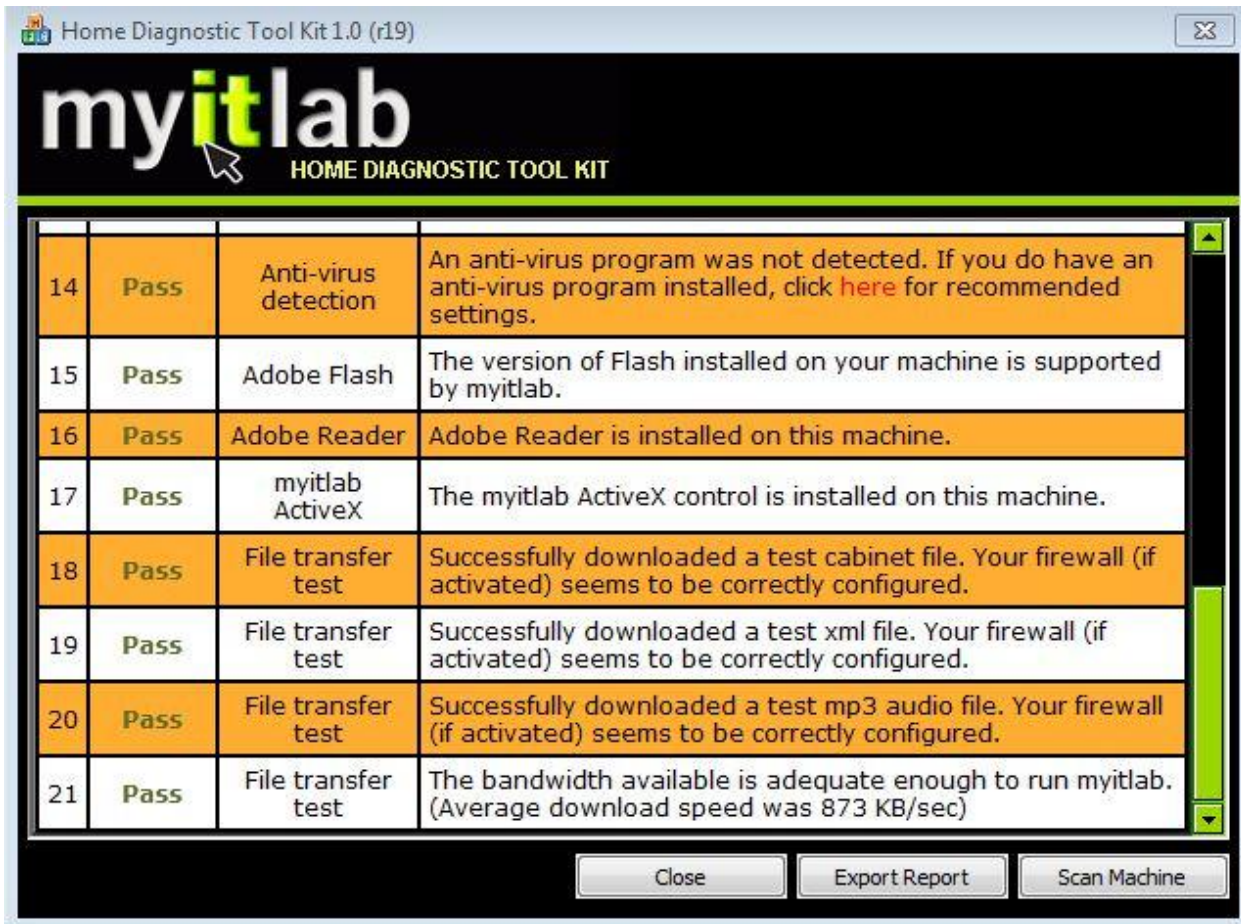 Home Diagnostic Tool Kit 1.0 (r19)
myitlab
HOME DIAGNOSTIC TOOL KIT
14 Pass Anti-virus detection An anti-virus program was not detected. If you do have an
anti-virus program installed, click here for recommended
settings.
15 Pass Adobe Flash The version of Flash installed on your machine is supported
by myitlab.
16 Pass Adobe Reader Adobe Reader is installed on this machine.
17 Pass myitlab ActiveX The myitlab ActiveX control is installed on this machine.
18 Pass File transfer test Successfully downloaded a test cabinet file. Your firewall (if
activated) seems to be correctly configured.
19 Pass File transfer test Successfully downloaded a test xml file. Your firewall (if
activated) seems to be correctly configured.
20 Pass File transfer test Successfully downloaded a test mp3 audio file. Your firewall
(if activated) seems to be correctly configured.
21 Pass File transfer test The bandwidth available is adequate enough to run myitlab.
(Average download speed was 873 KB/sec)
Close Export Report Scan Machine